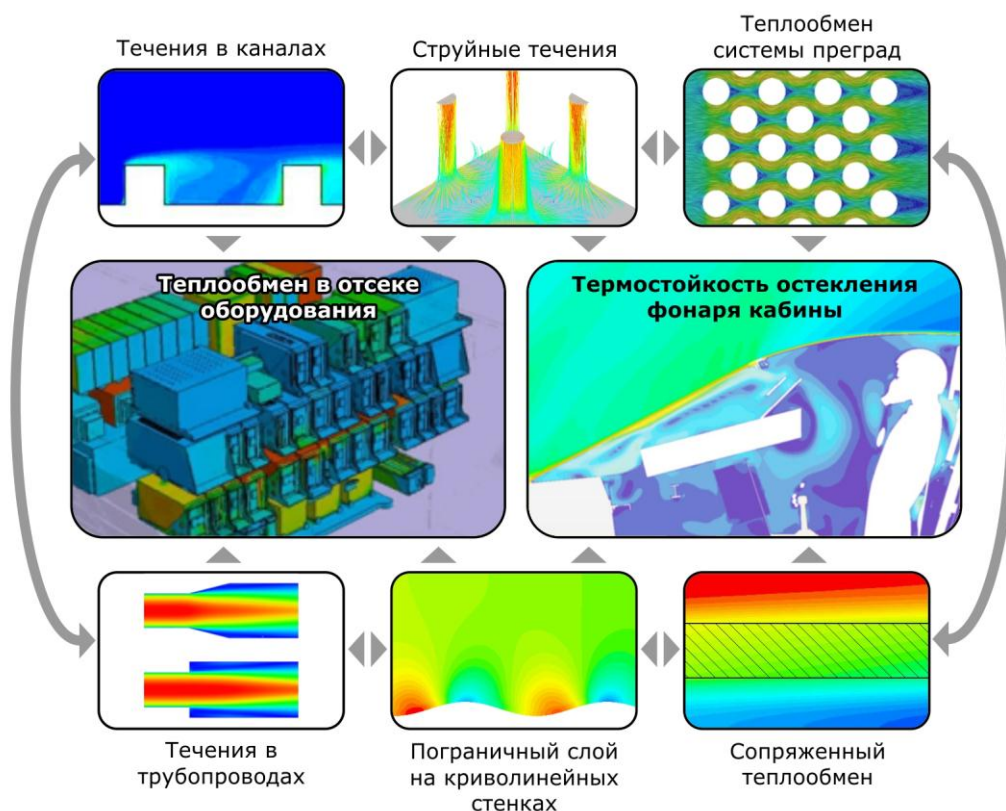 Течения в каналах
Струйные течения
Теплообмен
системы преград
Теплообмен в отсеке
оборудования
Термостойкость остекления
фонаря кабины
Течения в
трубопроводах
Пограничный слой
на криволинейных
стенках
Сопряженный
теплообмен